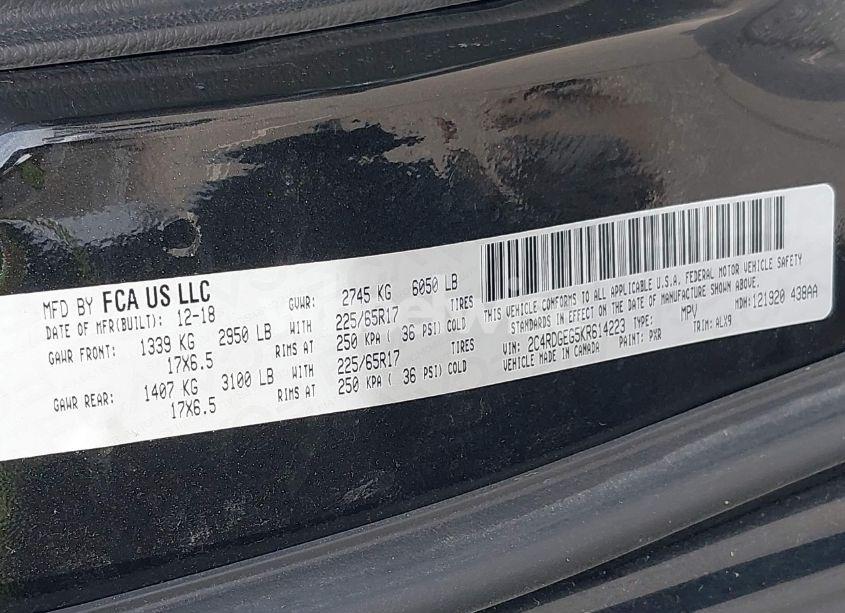 MFD BY FCA US LLC
DATE OF MFR(BUILT): 12-18
GVWR: 2745 KG 6050 LB
GAWR FRONT: 1339 KG 2950 LB WITH 225/65R17 TIRES
17X6.5 RIMS AT 250 KPA ( 36 PSI) COLD
GAWR REAR: 1407 KG 3100 LB WITH 225/65R17 TIRES
17X6.5 RIMS AT 250 KPA ( 36 PSI) COLD
THIS VEHICLE CONFORMS TO ALL APPLICABLE U.S.A. FEDERAL MOTOR VEHICLE SAFETY
STANDARDS IN EFFECT ON THE DATE OF MANUFACTURE SHOWN ABOVE.
VIN: 2C4RDGEG5KR614223 TYPE: MPV MDH: 121920 438AA
VEHICLE MADE IN CANADA PAINT: PXR TRIM: ALX9